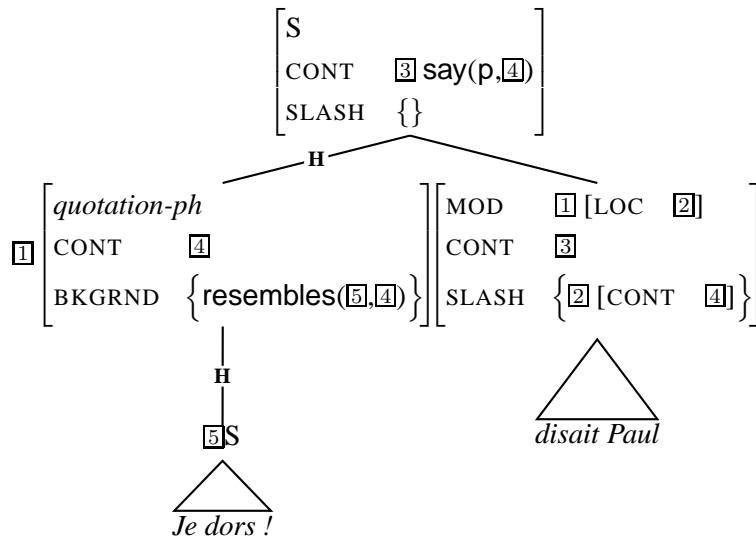 S
CONT 3 say(p,4)
SLASH {}
H
1 quotation-ph
CONT 4
BKGRND {resembles(5,4)}
MOD 1 [LOC 2]
CONT 3
SLASH {2 [CONT 4]}
H
5 S
Je dors !
disait Paul